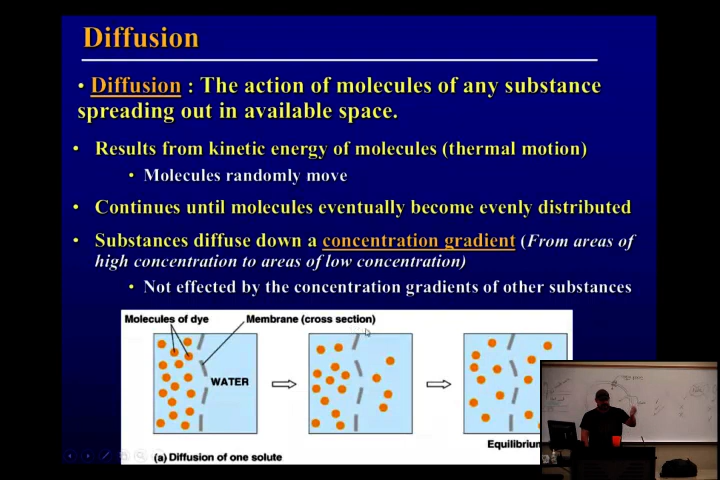 Diffusion
• Diffusion : The action of molecules of any substance
spreading out in available space.
• Results from kinetic energy of molecules (thermal motion)
• Molecules randomly move
• Continues until molecules eventually become evenly distributed
• Substances diffuse down a concentration gradient (From areas of
high concentration to areas of low concentration)
• Not effected by the concentration gradients of other substances
Molecules of dye
Membrane (cross section)
WATER
Equilibriun
(a) Diffusion of one solute